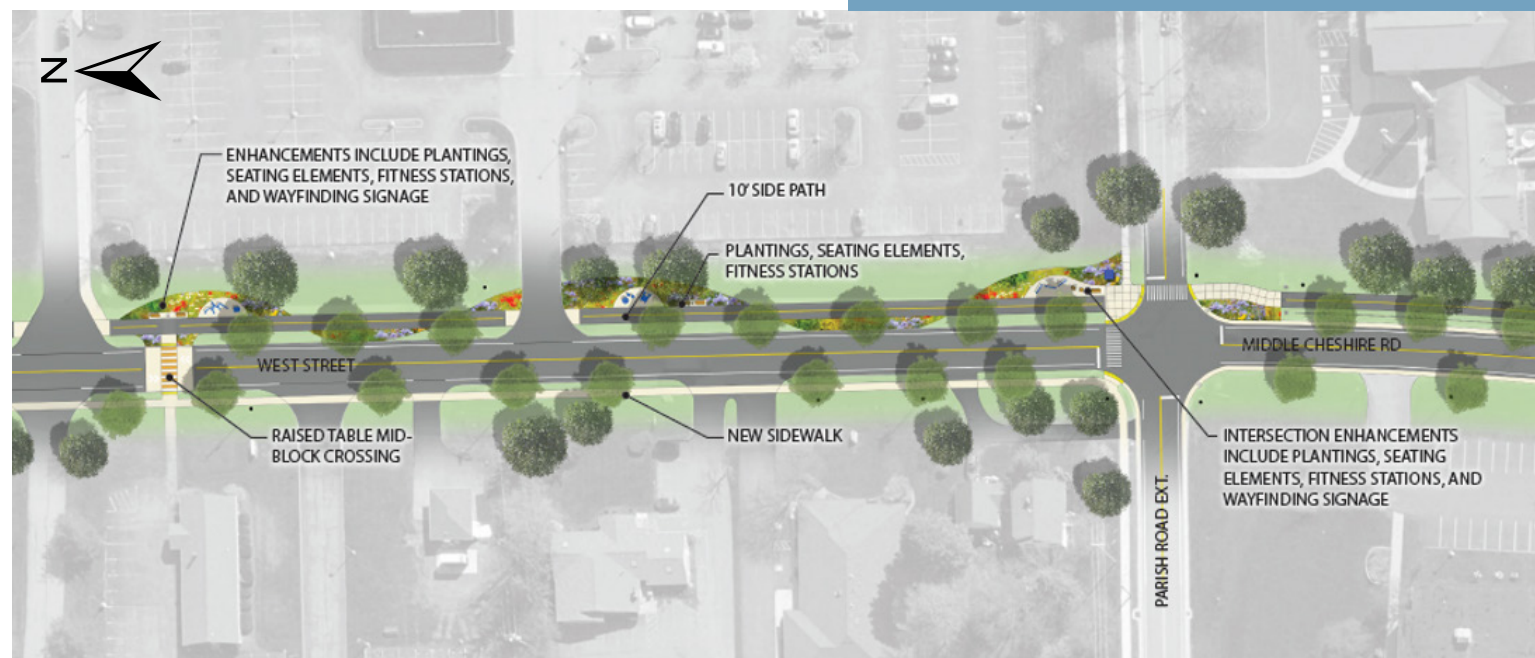 N
ENHANCEMENTS INCLUDE PLANTINGS,
SEATING ELEMENTS, FITNESS STATIONS,
AND WAYFINDING SIGNAGE
10' SIDE PATH
PLANTINGS, SEATING ELEMENTS,
FITNESS STATIONS
WEST STREET
MIDDLE CHESHIRE RD
RAISED TABLE MID-
BLOCK CROSSING
NEW SIDEWALK
INTERSECTION ENHANCEMENTS
INCLUDE PLANTINGS, SEATING
ELEMENTS, FITNESS STATIONS, AND
WAYFINDING SIGNAGE
PARISH ROAD EXT.